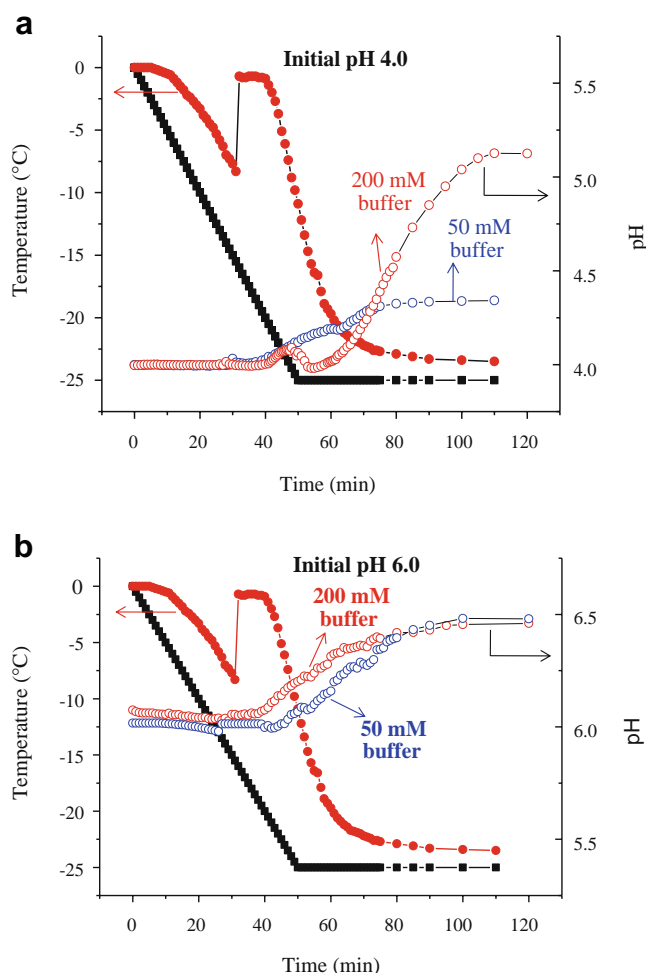 a
Initial pH 4.0
0
-5
-10
-15
-20
-25
Temperature (°C)
5.5
5.0
4.5
4.0
pH
200 mM
buffer
50 mM
buffer
0 20 40 60 80 100 120
Time (min)
b
Initial pH 6.0
0
-5
-10
-15
-20
-25
Temperature (°C)
6.5
6.0
5.5
pH
200 mM
buffer
50 mM
buffer
0 20 40 60 80 100 120
Time (min)